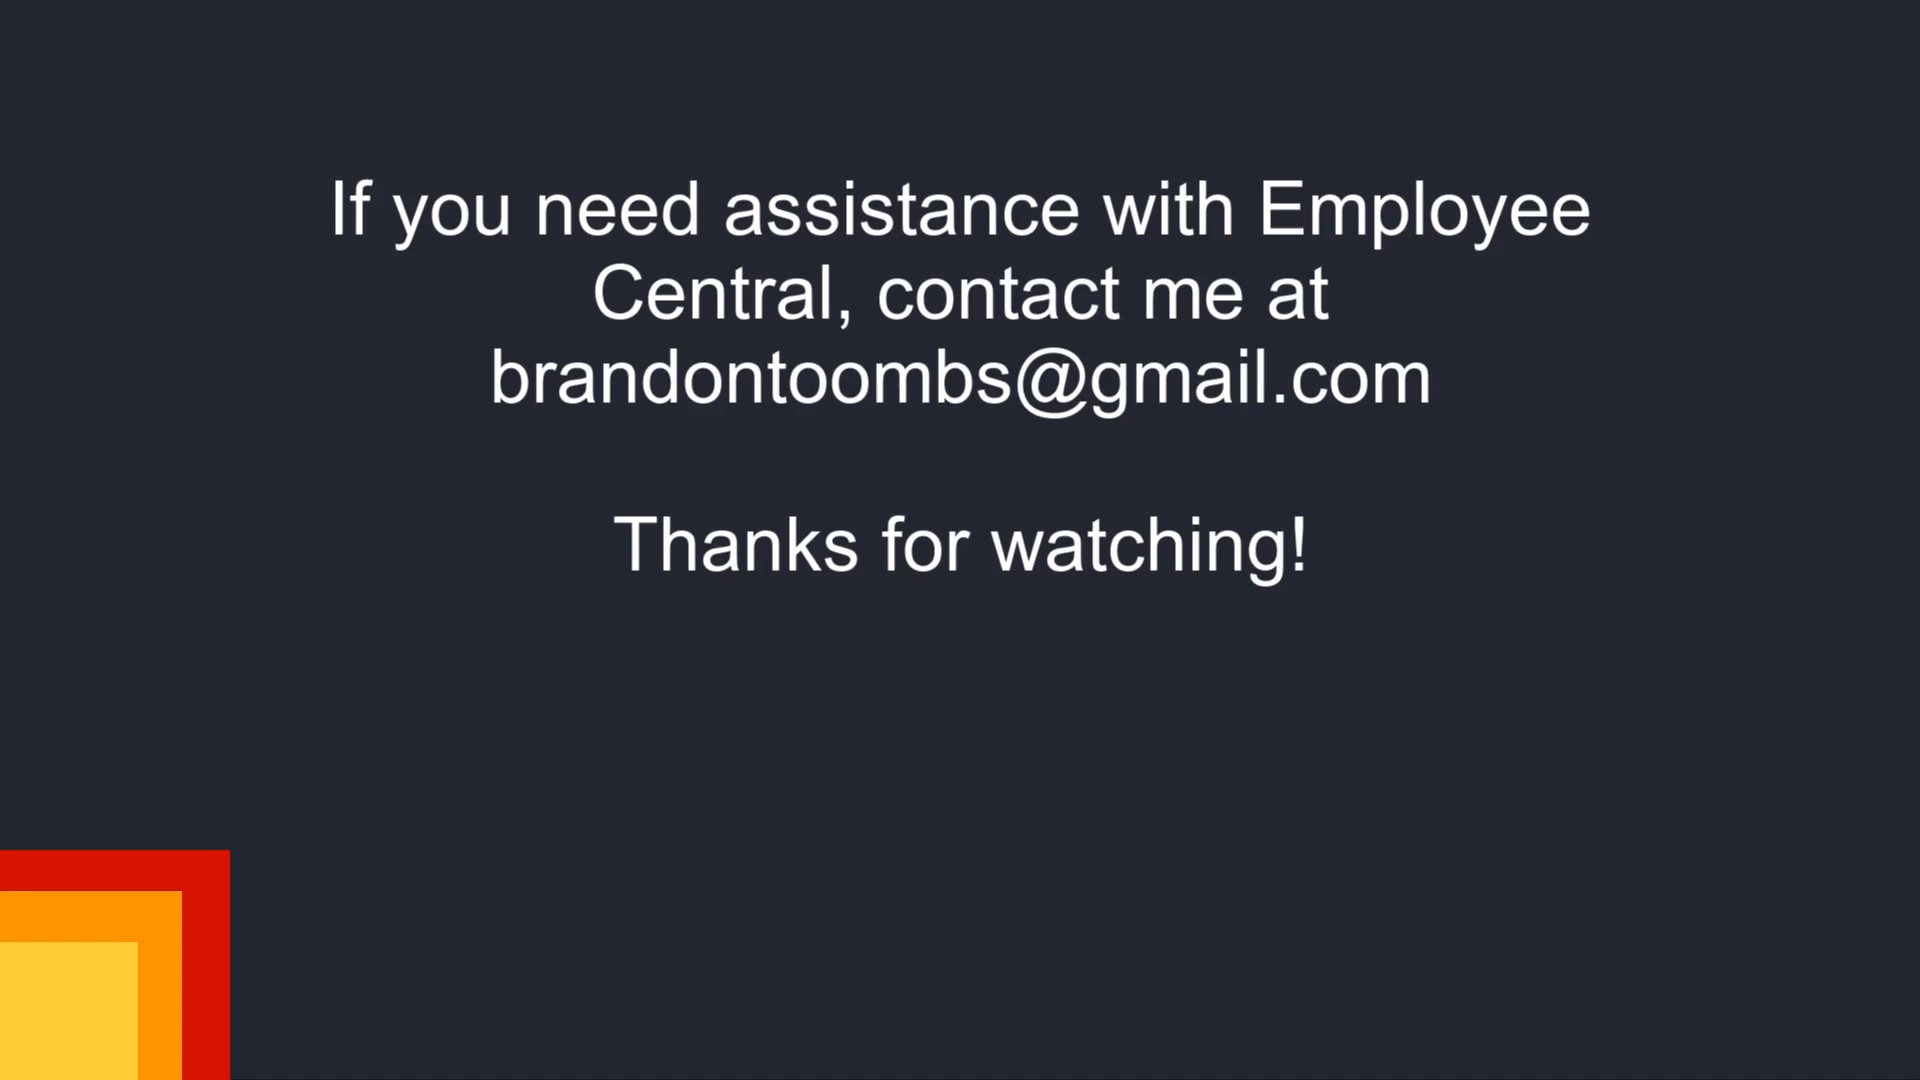 If you need assistance with Employee
Central, contact me at
brandontoombs@gmail.com
Thanks for watching!